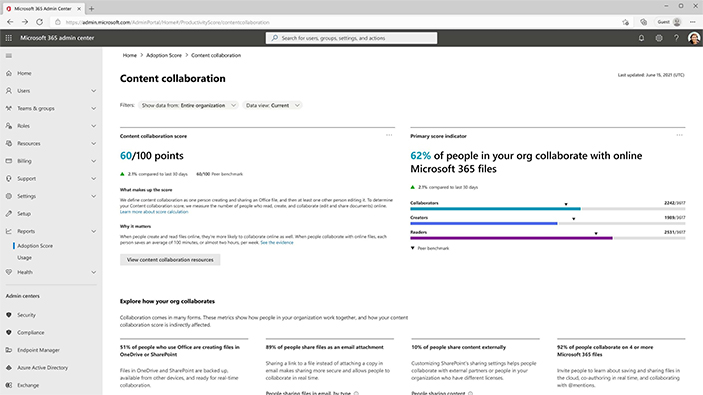 Microsoft 365 admin center
https://admin.microsoft.com/AdminPortal/Home#/ProductivityScore/contentcollaboration
Guest
Microsoft 365 admin center
Search for users, groups, settings, and actions
Home
Users
Teams & groups
Roles
Resources
Billing
Support
Settings
Setup
Reports
Adoption Score
Usage
Health
Admin centers
Security
Compliance
Endpoint Manager
Azure Active Directory
Exchange
Home > Adoption Score > Content collaboration
Content collaboration
Last updated: June 15, 2021 (UTC)
Filters: Show data from: Entire organization Data view: Current
Content collaboration score
60/100 points
2.1% compared to last 30 days 60/100 Peer benchmark
What makes up the score
We define content collaboration as one person creating and sharing an Office file, and then at least one other person editing it. To determine
your Content collaboration score, we measure the number of people who read, create, and collaborate (edit and share documents) online.
Learn more about score calculation.
Why it matters
When people create and read files online, they're more likely to collaborate online as well. When people collaborate with online files, each
person saves an average of 100 minutes, or almost two hours, per week. See the evidence
View content collaboration resources
Primary score indicator
62% of people in your org collaborate with online
Microsoft 365 files
2.1% compared to last 30 days
Collaborators 2242/3617
Creators 1989/3617
Readers 2531/3617
Peer benchmark
Explore how your org collaborates
Collaboration comes in many forms. These metrics show how people in your organization work together, and how your content
collaboration score is indirectly affected.
51% of people who use Office are creating files in
OneDrive or SharePoint
Files in OneDrive and SharePoint are backed up,
available from other devices, and ready for real-time
collaboration.
89% of people share files as an email attachment
Sharing a link to a file instead of attaching a copy in
email makes sharing more secure and allows people to
collaborate in real time.
People sharing files in email, by type
10% of people share content externally
Customizing SharePoint's sharing settings helps people
collaborate with external partners or people in your
organization who have different licenses.
People sharing content
92% of people collaborate on 4 or more
Microsoft 365 files
Invite people to learn about saving and sharing files in
the cloud, co-authoring in real time, and collaborating
with @mentions.